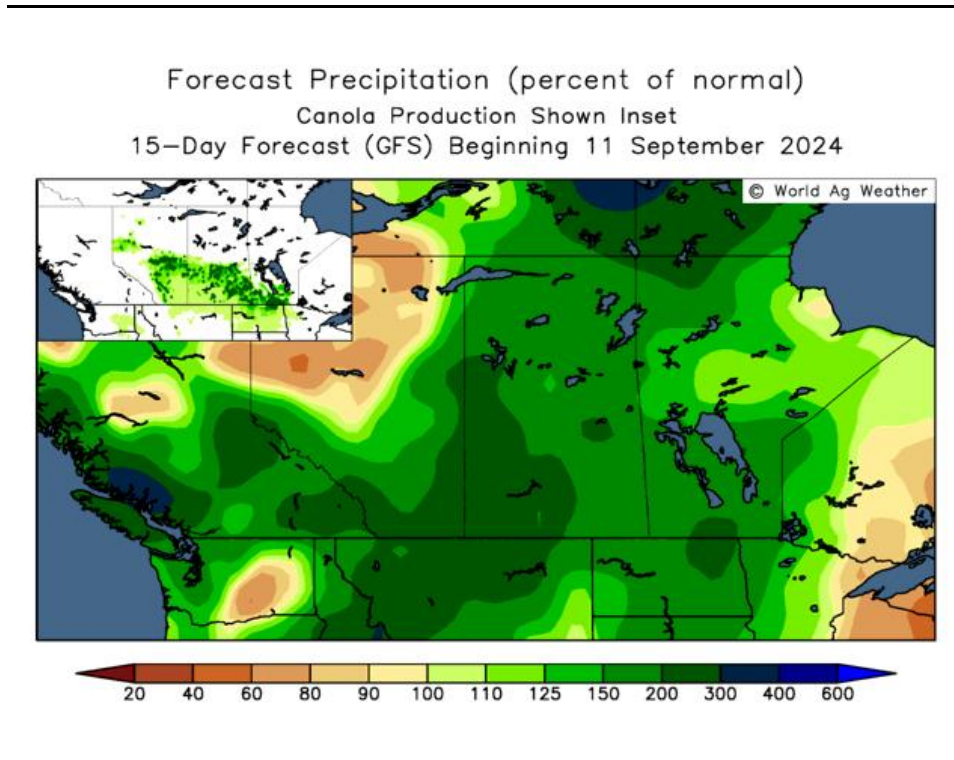 Forecast Precipitation (percent of normal)
Canola Production Shown Inset
15-Day Forecast (GFS) Beginning 11 September 2024
© World Ag Weather
20 40 60 80 90 100 110 125 150 200 300 400 600